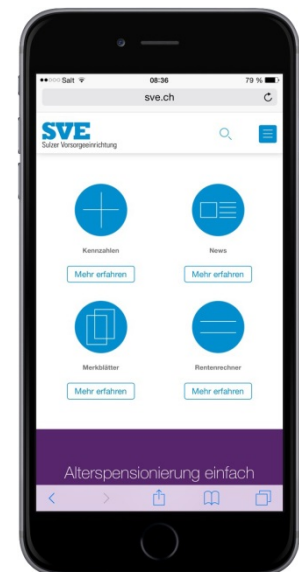 Salt 08:36 79 %
sve.ch
SVE
Sulzer Vorsorgeeinrichtung
Kennzahlen News
Mehr erfahren Mehr erfahren
Merkblätter Rentenrechner
Mehr erfahren Mehr erfahren
Alterspensionierung einfach